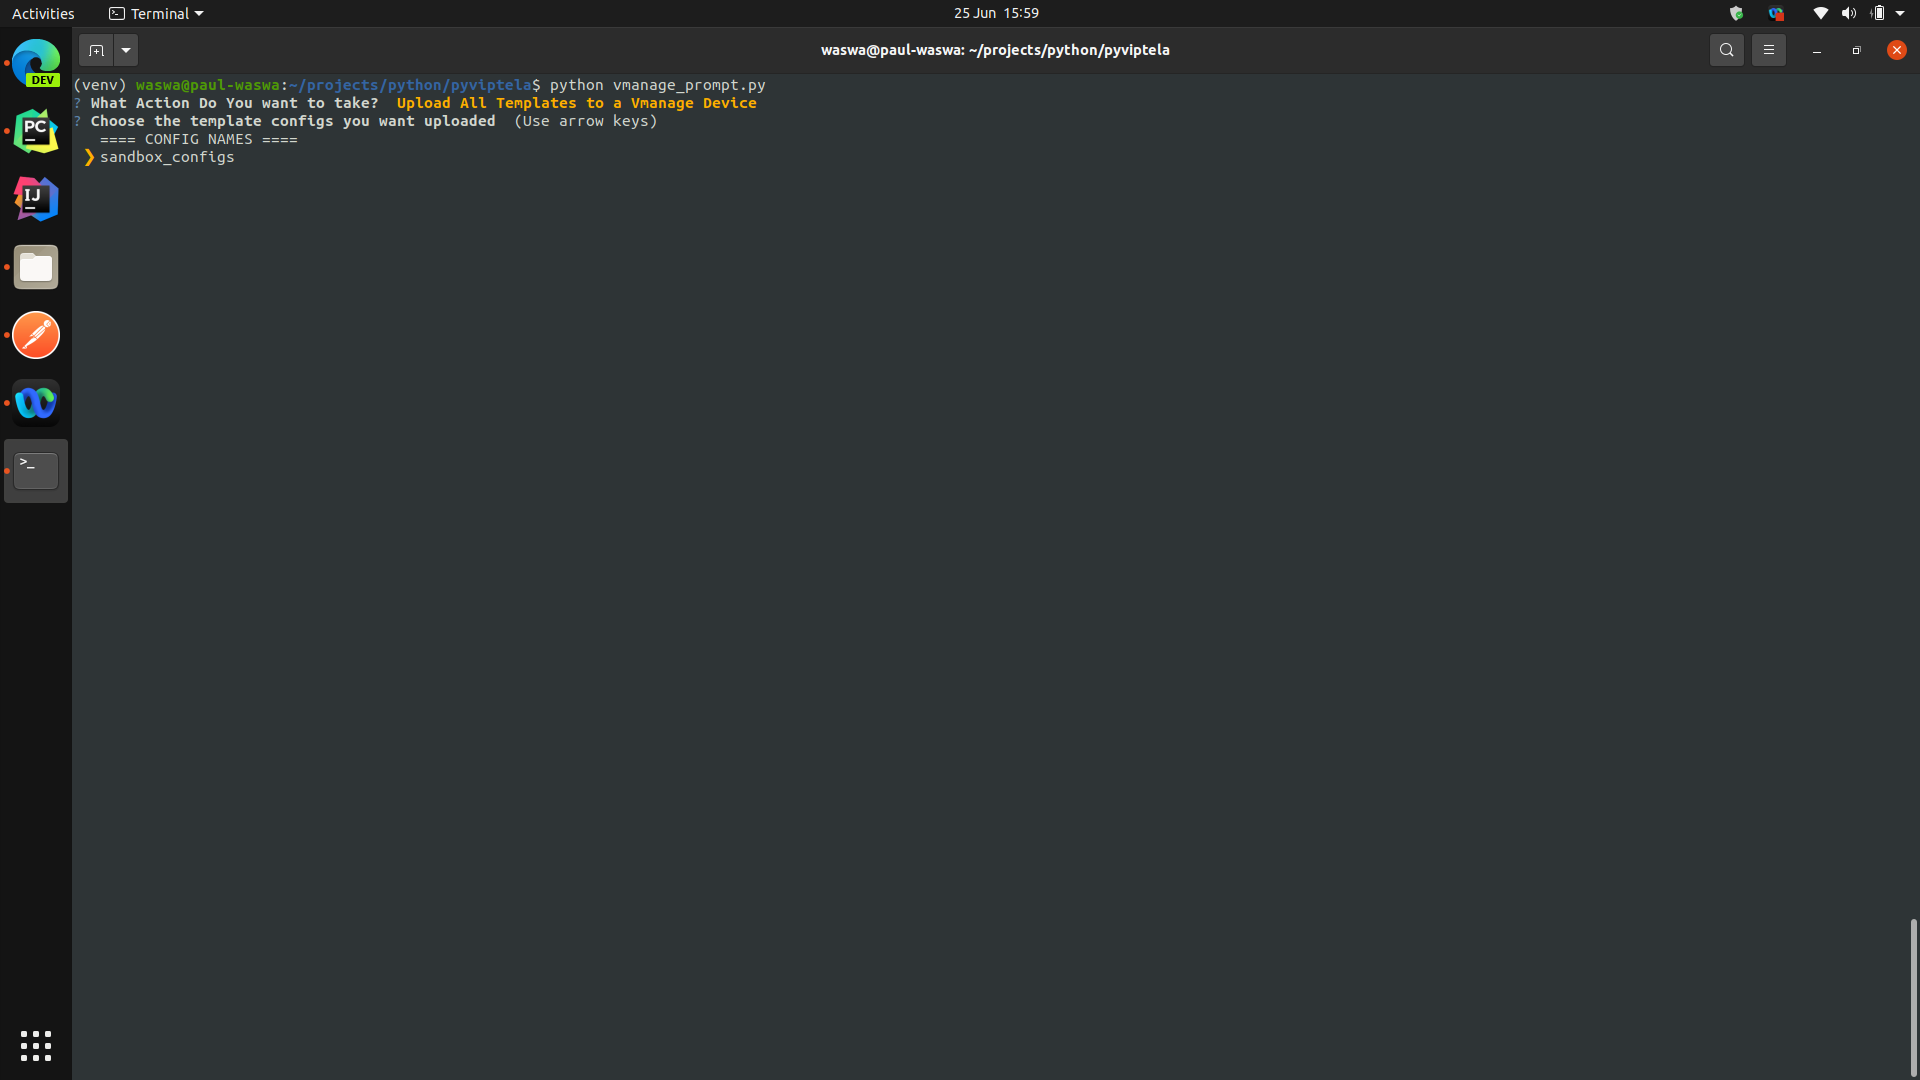 Activities Terminal 25 Jun 15:59
waswa@paul-waswa: ~/projects/python/pyviptela
(venv) waswa@paul-waswa:~/projects/python/pyviptela$ python vmanage_prompt.py
? What Action Do You want to take?  Upload All Templates to a Vmanage Device
? Choose the template configs you want uploaded  (Use arrow keys)
==== CONFIG NAMES ====
❯ sandbox_configs
DEV
PC
IJ
>_